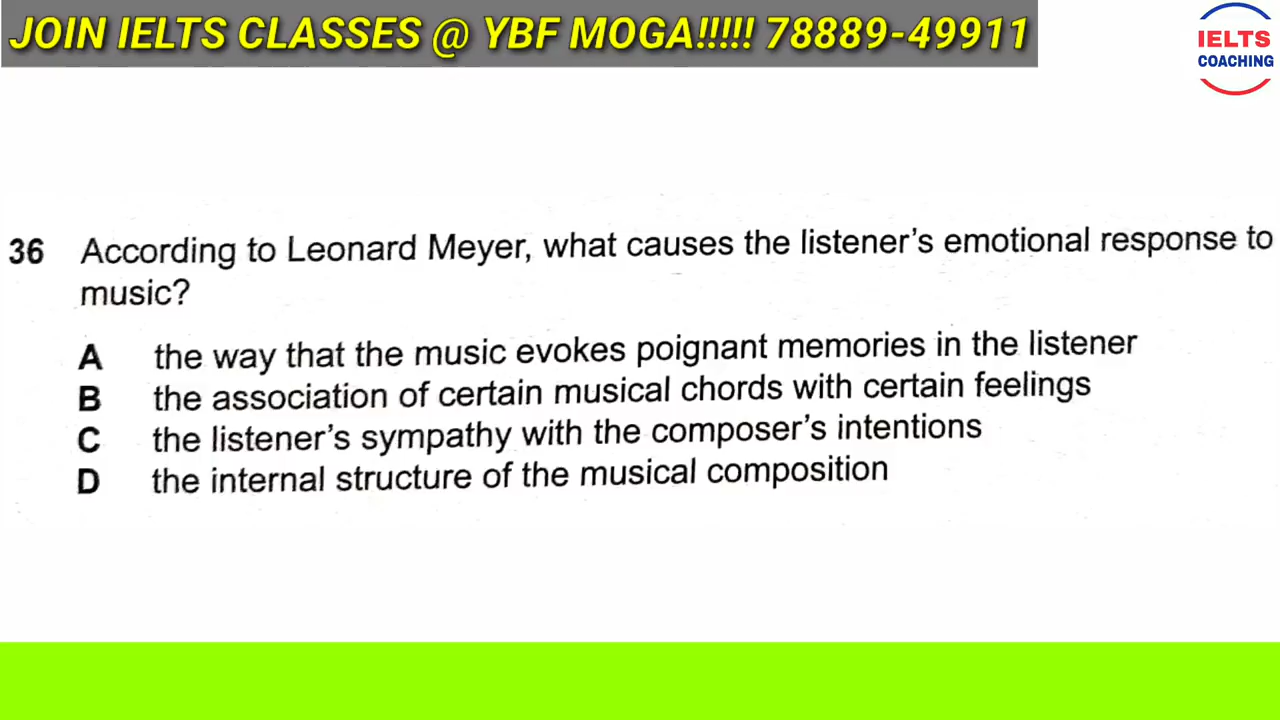 JOIN IELTS CLASSES @ YBF MOGA!!!!! 78889-49911
IELTS
COACHING
36 According to Leonard Meyer, what causes the listener's emotional response to
music?
A the way that the music evokes poignant memories in the listener
B the association of certain musical chords with certain feelings
C the listener's sympathy with the composer's intentions
D the internal structure of the musical composition